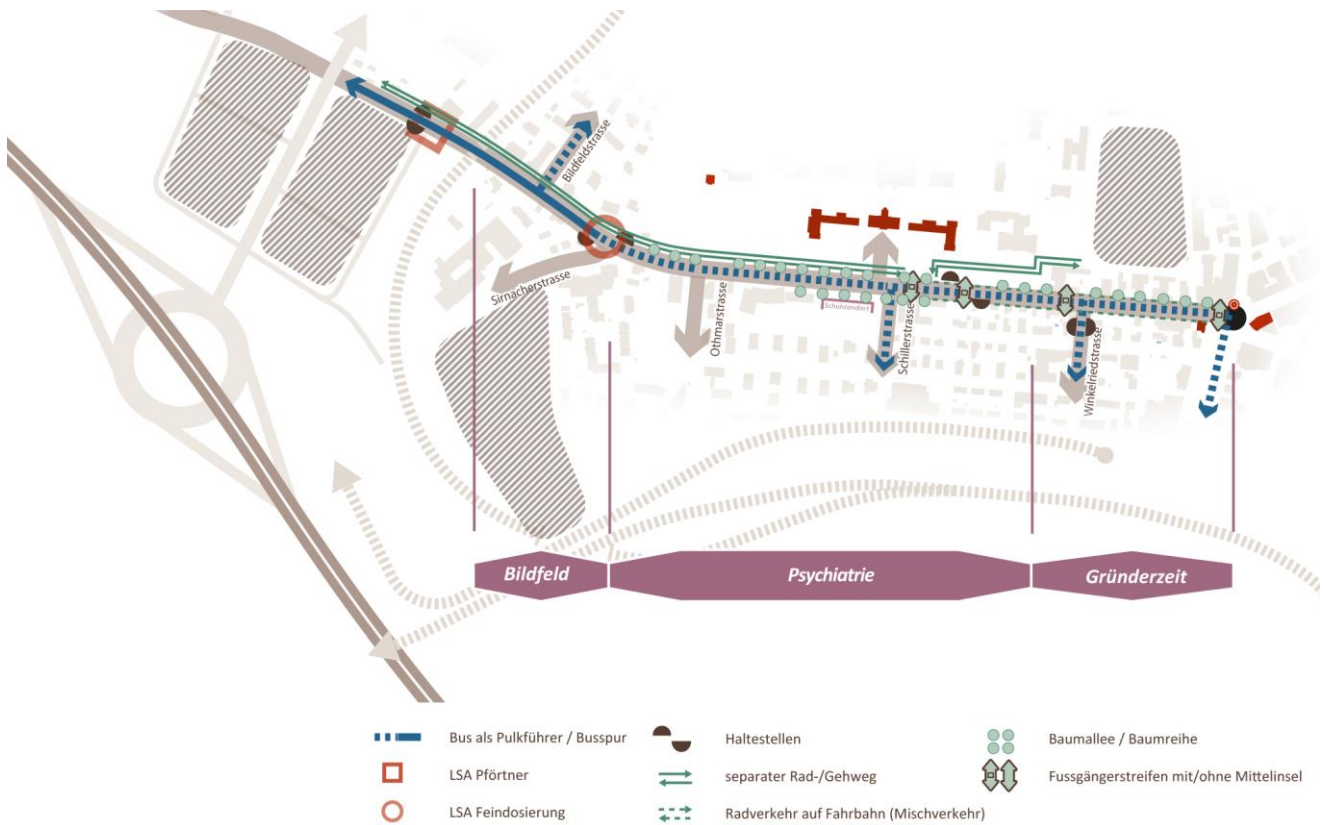 Bildfeldstrasse
Sirnacherstrasse
Othmarstrasse
Schulstandort
Schillerstrasse
Winkelriedstrasse
Bildfeld
Psychiatrie
Gründerzeit
Bus als Pulkführer / Busspur
Haltestellen
Baumallee / Baumreihe
LSA Pförtner
separater Rad-/Gehweg
Fussgängerstreifen mit/ohne Mittelinsel
LSA Feindosierung
Radverkehr auf Fahrbahn (Mischverkehr)